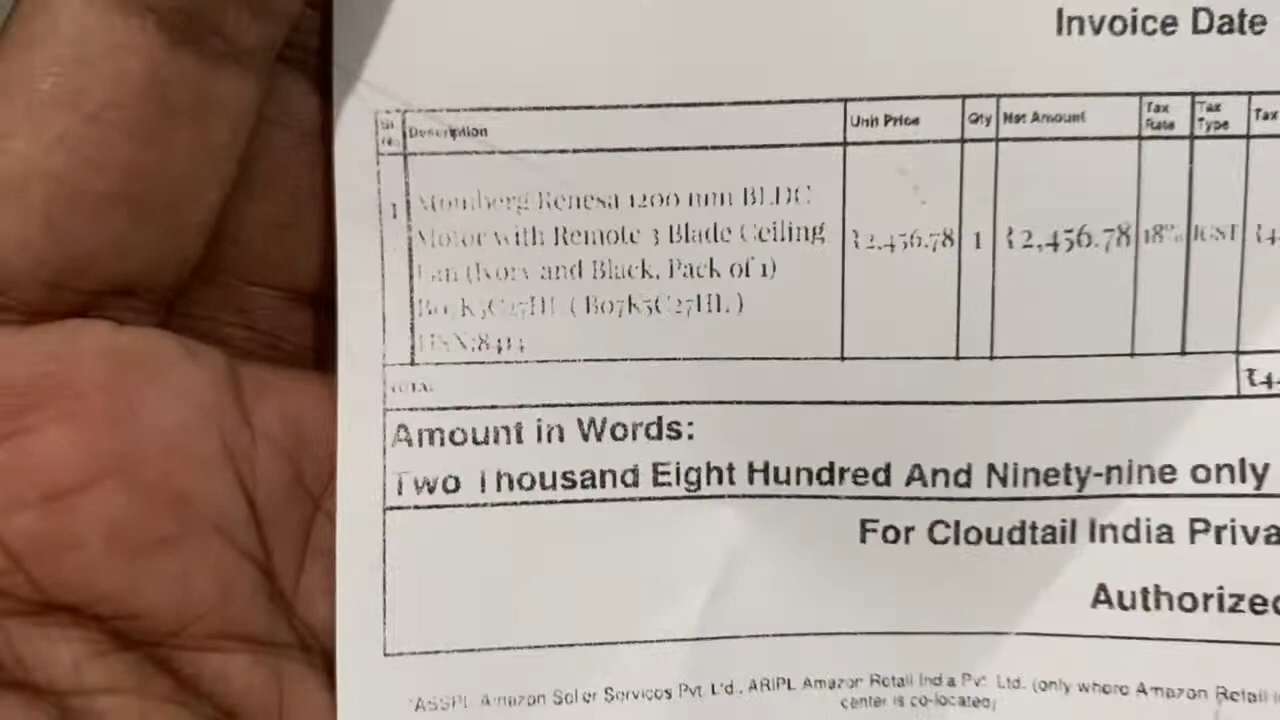 Invoice Date
Description Unit Price Qty Net Amount Tax Rate Tax Type Tax
1 Renesa 1200 mm BLDC
Motor with Remote 3 Blade Ceiling ₹2,456.78 1 ₹2,456.78 18% IGST
Fan (Ivory and Black, Pack of 1)
( B07K5C27HL )
HSN:8414
TOTAL
Amount in Words:
Two Thousand Eight Hundred And Ninety-nine only
For Cloudtail India Priva
Authorized
*ASSPL Amazon Seller Services Pvt. Ltd., ARIPL Amazon Retail India Pvt. Ltd. (only where Amazon Retail
center is co-located)